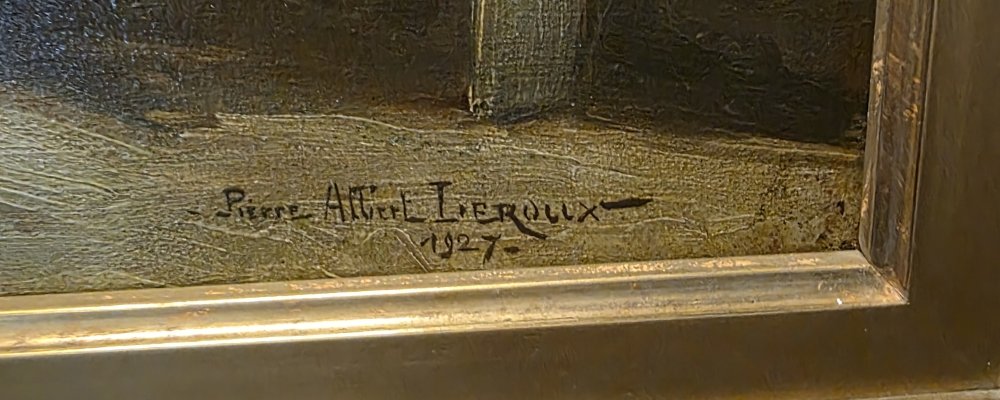 - Pierre Albert LEROUX -
1927.-